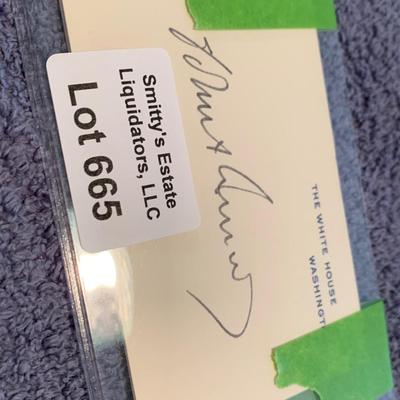 Smitty's Estate
Liquidators, LLC
Lot 665
THE WHITE HOUSE
WASHINGT